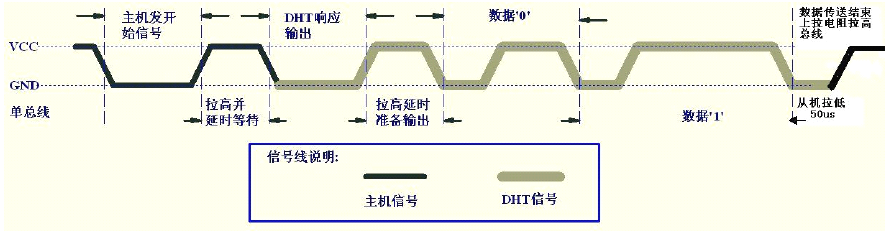 主机发开
始信号
DHT响应
输出
数据'0'
数据传送结束
上拉电阻拉高
总线
VCC
GND
单总线
拉高并
延时等待
拉高延时
准备输出
数据'1'
从机拉低
50us
信号线说明:
主机信号
DHT信号